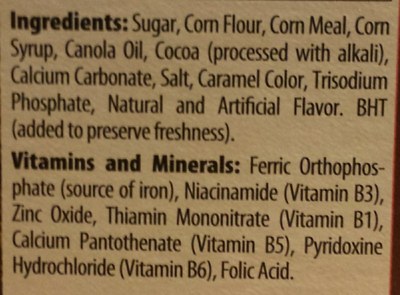 Ingredients: Sugar, Corn Flour, Corn Meal, Corn
Syrup, Canola Oil, Cocoa (processed with alkali),
Calcium Carbonate, Salt, Caramel Color, Trisodium
Phosphate, Natural and Artificial Flavor. BHT
(added to preserve freshness).
Vitamins and Minerals: Ferric Orthophos-
phate (source of iron), Niacinamide (Vitamin B3),
Zinc Oxide, Thiamin Mononitrate (Vitamin B1),
Calcium Pantothenate (Vitamin B5), Pyridoxine
Hydrochloride (Vitamin B6), Folic Acid.